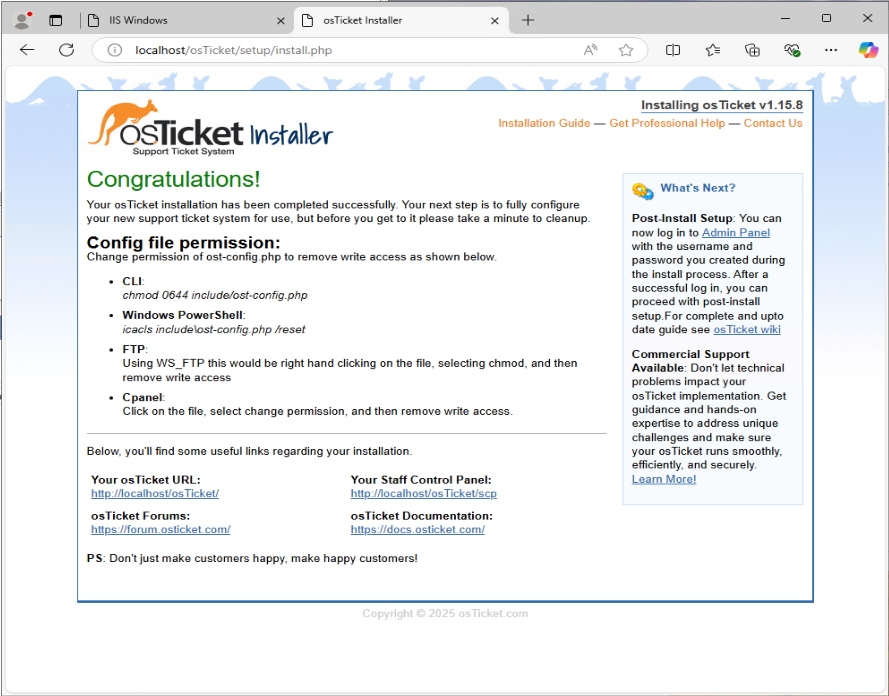 IIS Windows
osTicket Installer
localhost/osTicket/setup/install.php
osTicket Installer
Support Ticket System
Installing osTicket v1.15.8
Installation Guide — Get Professional Help — Contact Us
Congratulations!
Your osTicket installation has been completed successfully. Your next step is to fully configure
your new support ticket system for use, but before you get to it please take a minute to cleanup.
Config file permission:
Change permission of ost-config.php to remove write access as shown below.
• CLI:
chmod 0644 include/ost-config.php
• Windows PowerShell:
icacls include\ost-config.php /reset
• FTP:
Using WS_FTP this would be right hand clicking on the file, selecting chmod, and then
remove write access
• Cpanel:
Click on the file, select change permission, and then remove write access.
Below, you'll find some useful links regarding your installation.
Your osTicket URL:
http://localhost/osTicket/
Your Staff Control Panel:
http://localhost/osTicket/scp
osTicket Forums:
https://forum.osticket.com/
osTicket Documentation:
https://docs.osticket.com/
PS: Don't just make customers happy, make happy customers!
What's Next?
Post-Install Setup: You can
now log in to Admin Panel
with the username and
password you created during
the install process. After a
successful log in, you can
proceed with post-install
setup.For complete and upto
date guide see osTicket wiki
Commercial Support
Available: Don't let technical
problems impact your
osTicket implementation. Get
guidance and hands-on
expertise to address unique
challenges and make sure
your osTicket runs smoothly,
efficiently, and securely.
Learn More!
Copyright © 2025 osTicket.com